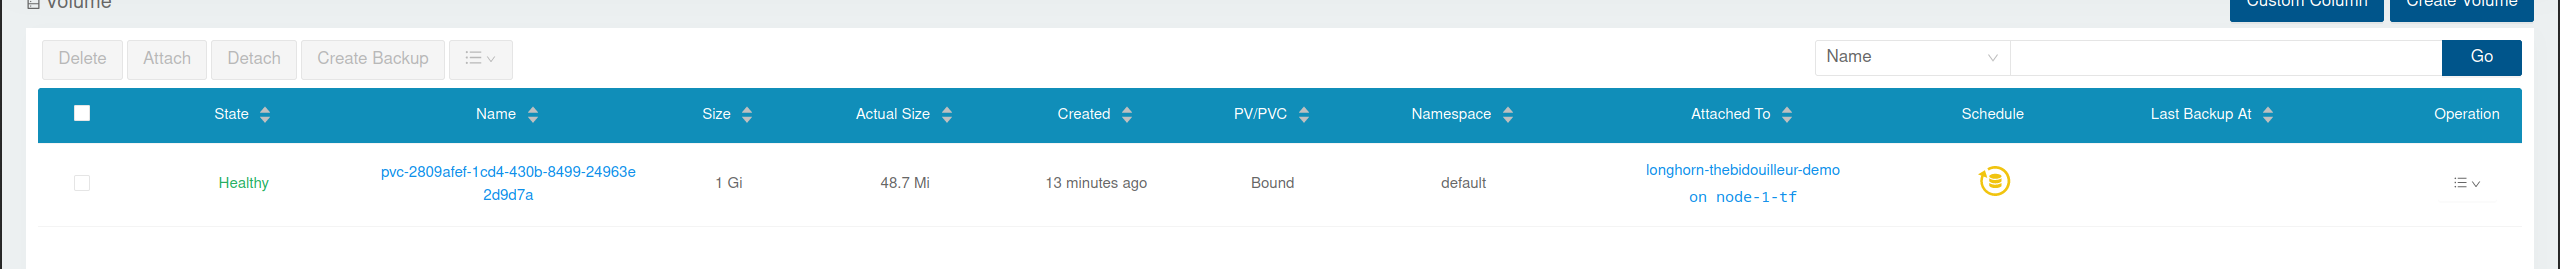 Volume
Custom Column Create Volume
Delete Attach Detach Create Backup Name Go
State Name Size Actual Size Created PV/PVC Namespace Attached To Schedule Last Backup At Operation
Healthy pvc-2809afef-1cd4-430b-8499-24963e 1 Gi 48.7 Mi 13 minutes ago Bound default longhorn-thebidouilleur-demo
2d9d7a on node-1-tf